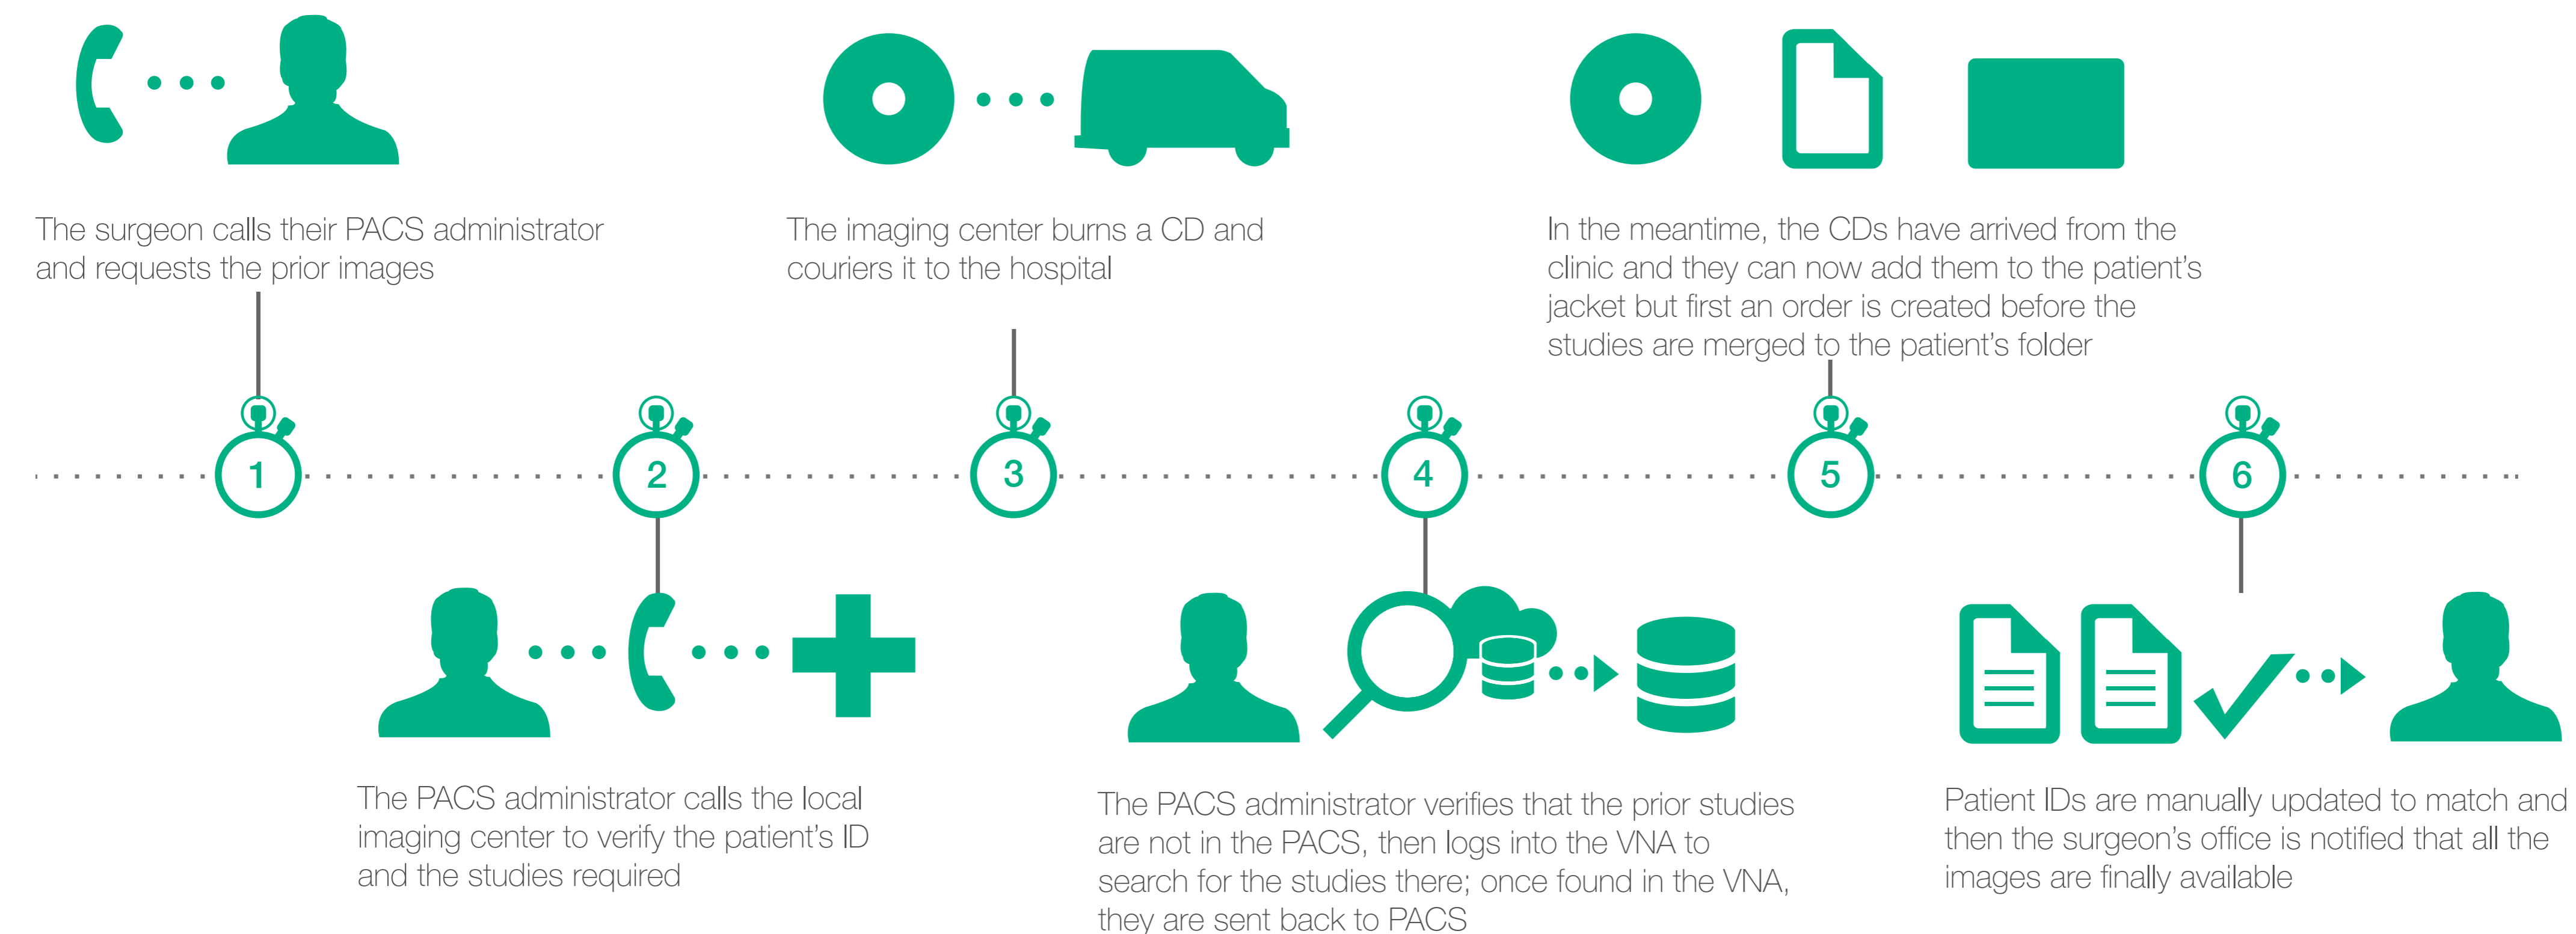 The surgeon calls their PACS administrator
and requests the prior images
The imaging center burns a CD and
couriers it to the hospital
In the meantime, the CDs have arrived from the
clinic and they can now add them to the patient’s
jacket but first an order is created before the
studies are merged to the patient’s folder
1
2
3
4
5
6
The PACS administrator calls the local
imaging center to verify the patient’s ID
and the studies required
The PACS administrator verifies that the prior studies
are not in the PACS, then logs into the VNA to
search for the studies there; once found in the VNA,
they are sent back to PACS
Patient IDs are manually updated to match and
then the surgeon’s office is notified that all the
images are finally available